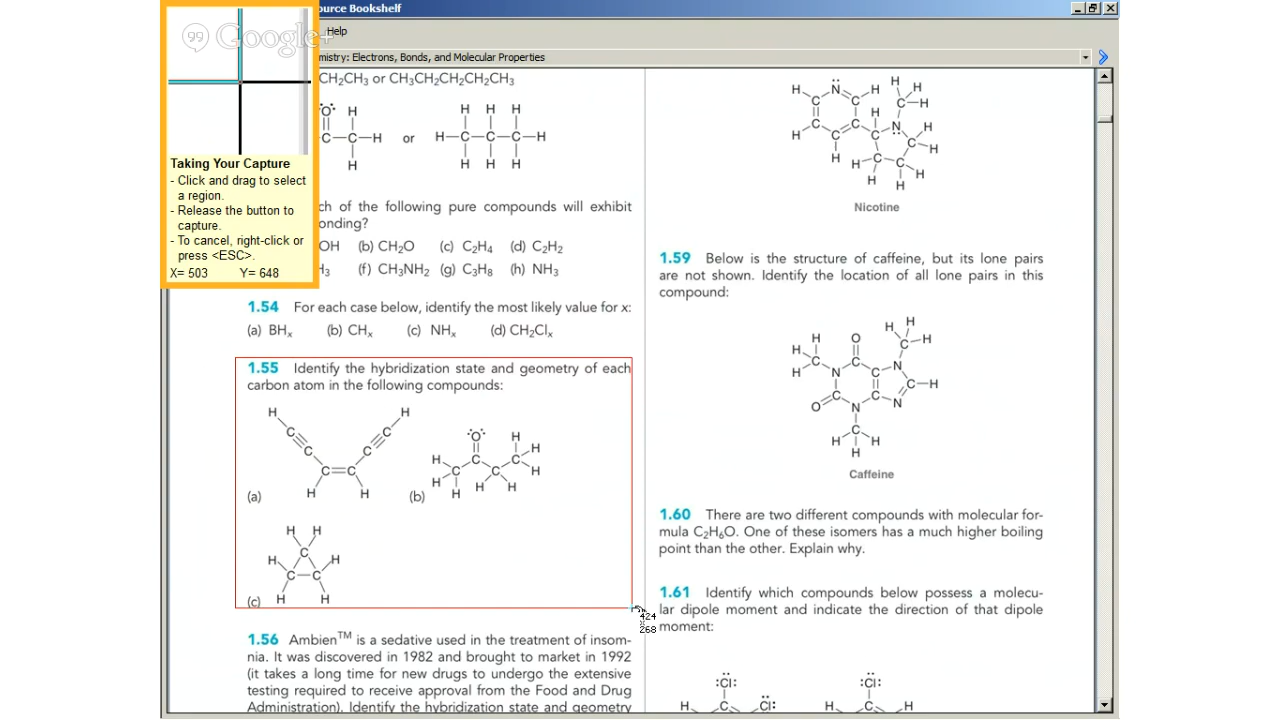 ource Bookshelf
Google+
Help
mistry: Electrons, Bonds, and Molecular Properties
Taking Your Capture
- Click and drag to select
a region.
- Release the button to
capture.
- To cancel, right-click or
press <ESC>.
X= 503 Y= 648
CH₂CH₃ or CH₃CH₂CH₂CH₂CH₃
or
ch of the following pure compounds will exhibit
onding?
OH (b) CH₂O (c) C₂H₄ (d) C₂H₂
H₃ (f) CH₃NH₂ (g) C₃H₈ (h) NH₃
1.54 For each case below, identify the most likely value for x:
(a) BHₓ (b) CHₓ (c) NHₓ (d) CH₂Clₓ
1.55 Identify the hybridization state and geometry of each
carbon atom in the following compounds:
(a)
(b)
(c)
424
268
1.56 Ambien™ is a sedative used in the treatment of insom-
nia. It was discovered in 1982 and brought to market in 1992
(it takes a long time for new drugs to undergo the extensive
testing required to receive approval from the Food and Drug
Administration). Identify the hybridization state and geometry
Nicotine
1.59 Below is the structure of caffeine, but its lone pairs
are not shown. Identify the location of all lone pairs in this
compound:
Caffeine
1.60 There are two different compounds with molecular for-
mula C₂H₆O. One of these isomers has a much higher boiling
point than the other. Explain why.
1.61 Identify which compounds below possess a molecu-
lar dipole moment and indicate the direction of that dipole
moment: